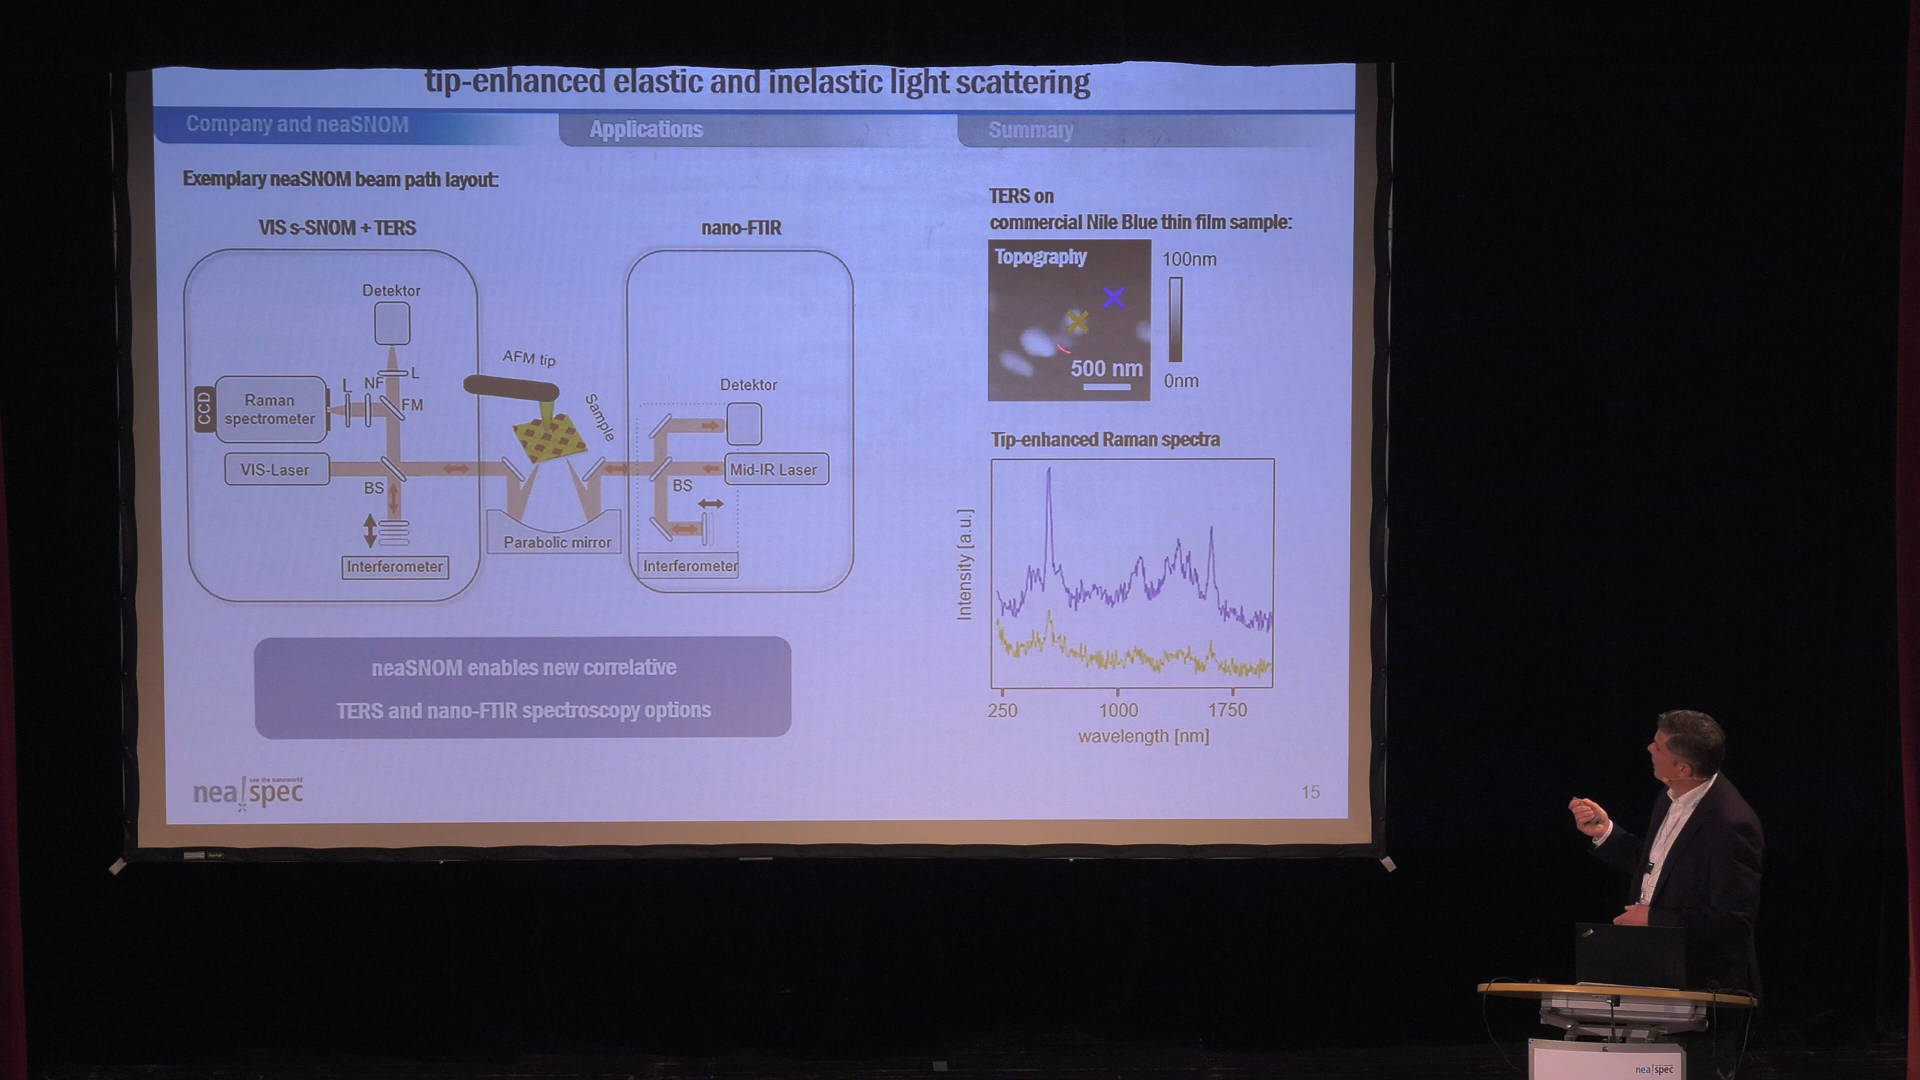 tip-enhanced elastic and inelastic light scattering
Company and neaSNOM
Applications
Summary
Exemplary neaSNOM beam path layout:
VIS s-SNOM + TERS
nano-FTIR
Detektor
L
L
NF
FM
CCD
Raman
spectrometer
VIS-Laser
BS
Interferometer
AFM tip
Sample
Parabolic mirror
Detektor
Mid-IR Laser
BS
Interferometer
neaSNOM enables new correlative
TERS and nano-FTIR spectroscopy options
TERS on
commercial Nile Blue thin film sample:
Topography
500 nm
100nm
0nm
Tip-enhanced Raman spectra
Intensity [a.u.]
250 1000 1750
wavelength [nm]
see the nanoworld
nea spec
15
nea spec